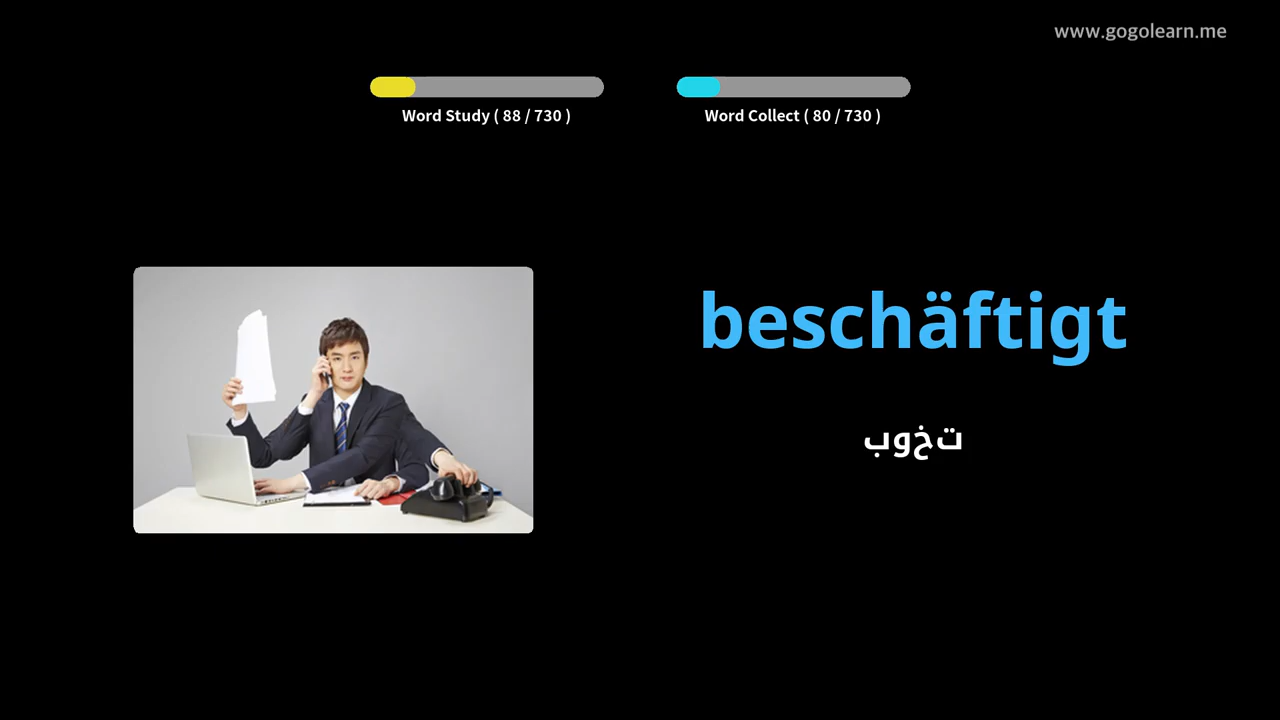 www.gogolearn.me
Word Study ( 88 / 730 )
Word Collect ( 80 / 730 )
beschäftigt
تخوب